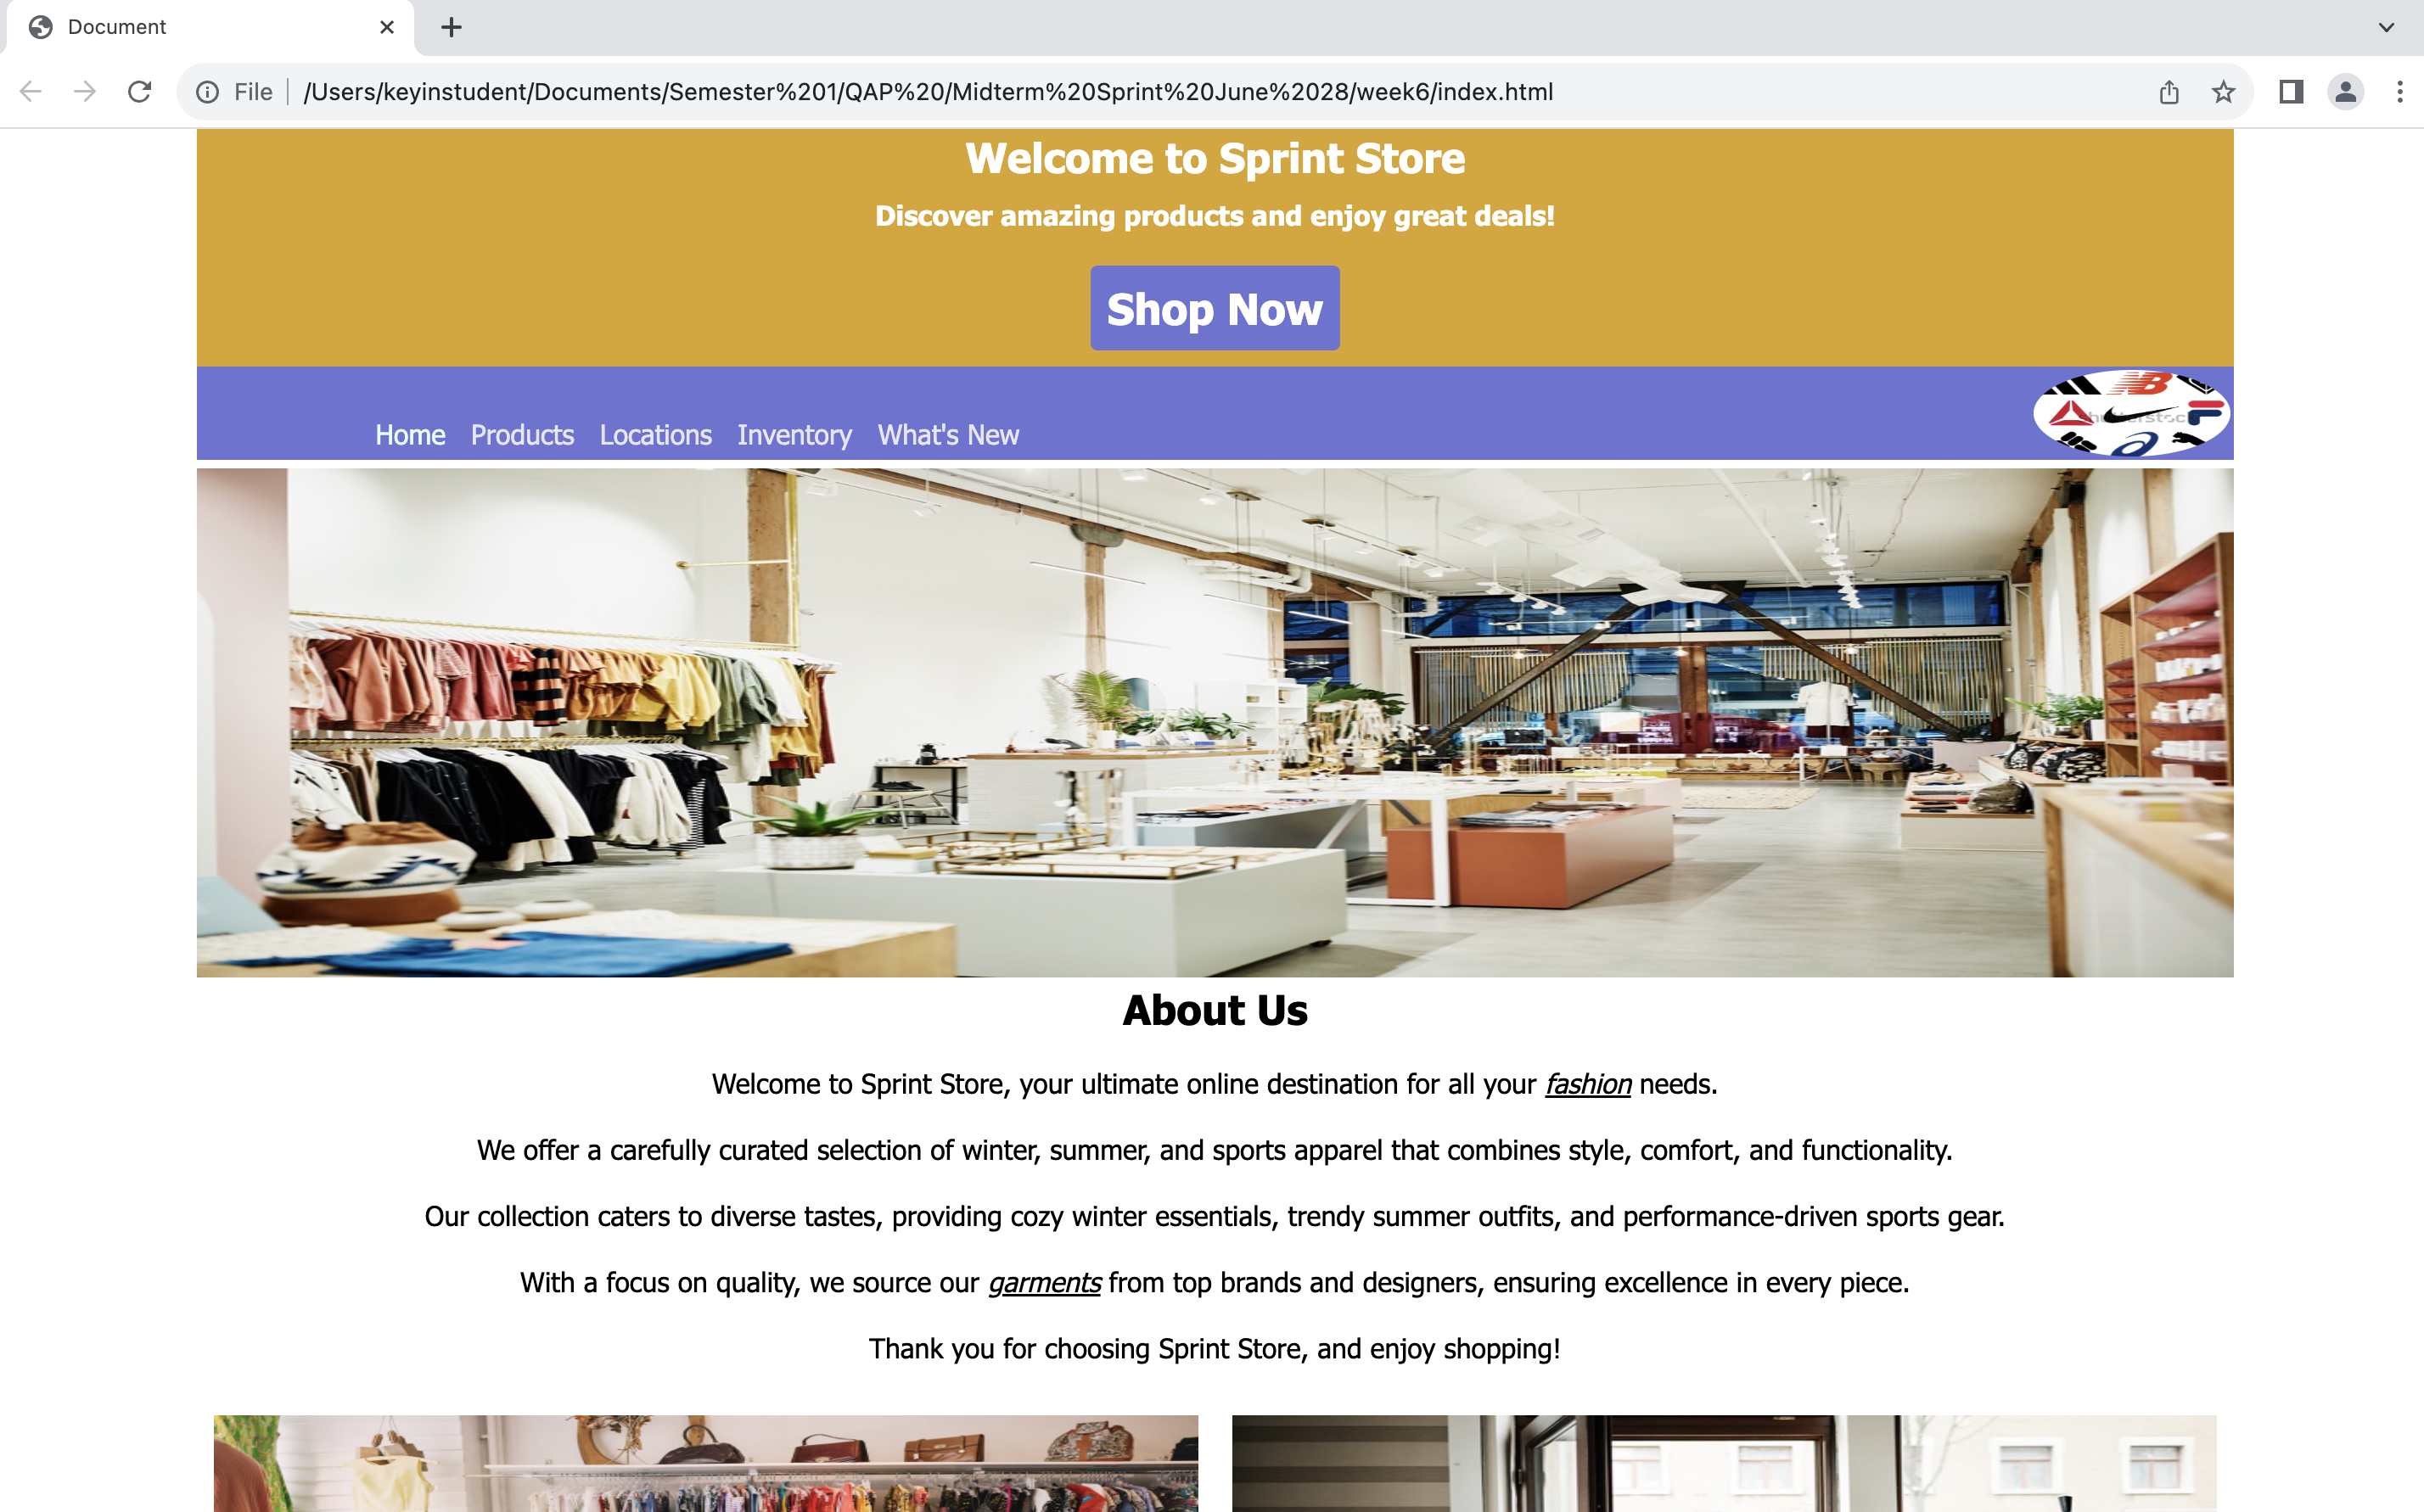 Document
File
/Users/keyinstudent/Documents/Semester%201/QAP%20/Midterm%20Sprint%20June%2028/week6/index.html
Welcome to Sprint Store
Discover amazing products and enjoy great deals!
Shop Now
Home Products Locations Inventory What's New
NB
About Us
Welcome to Sprint Store, your ultimate online destination for all your fashion needs.
We offer a carefully curated selection of winter, summer, and sports apparel that combines style, comfort, and functionality.
Our collection caters to diverse tastes, providing cozy winter essentials, trendy summer outfits, and performance-driven sports gear.
With a focus on quality, we source our garments from top brands and designers, ensuring excellence in every piece.
Thank you for choosing Sprint Store, and enjoy shopping!